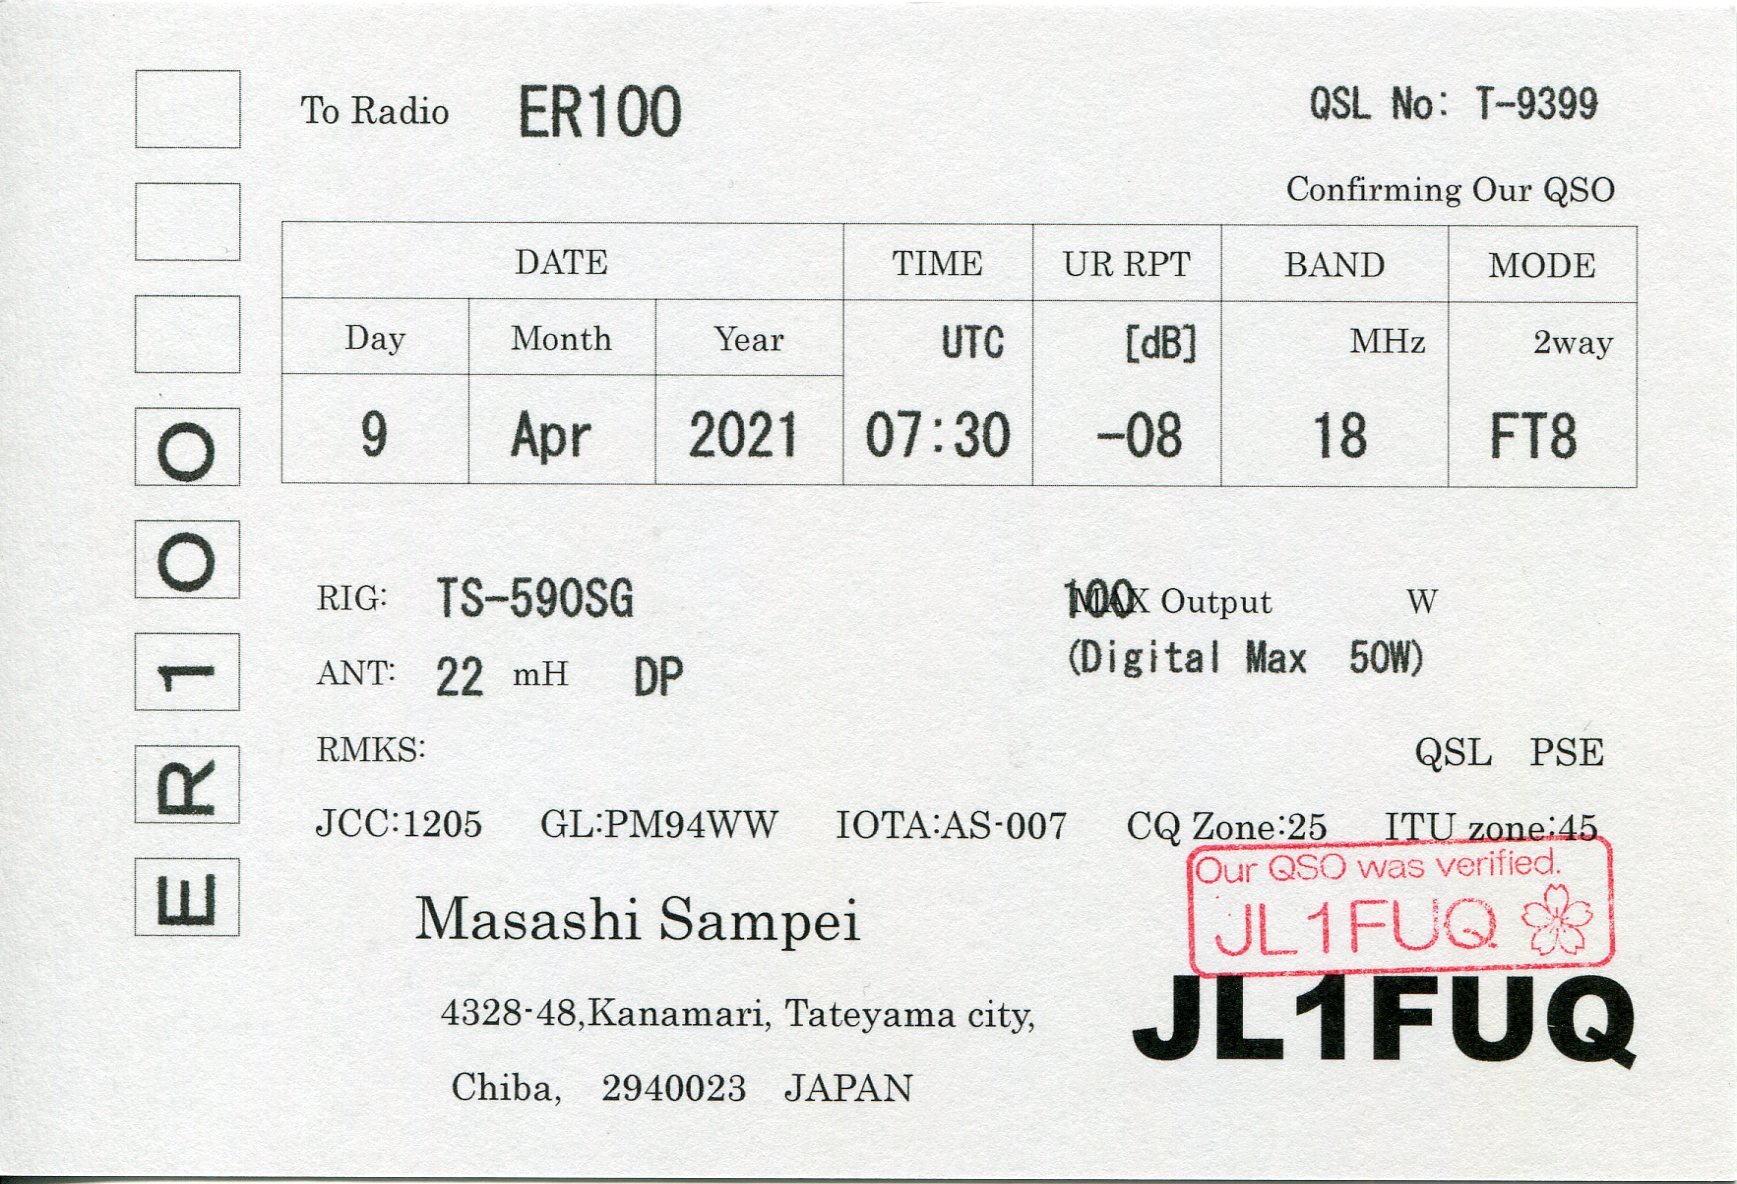 To Radio ER100 QSL No: T-9399
Confirming Our QSO
DATE TIME UR RPT BAND MODE
Day Month Year UTC [dB] MHz 2way
9 Apr 2021 07:30 -08 18 FT8
ER100
RIG: TS-590SG 100 MAX Output W
(Digital Max 50W)
ANT: 22 mH DP
RMKS: QSL PSE
JCC:1205 GL:PM94WW IOTA:AS-007 CQ Zone:25 ITU zone:45
Our QSO was verified.
JL1FUQ
Masashi Sampei
JL1FUQ
4328-48,Kanamari, Tateyama city,
Chiba, 2940023 JAPAN